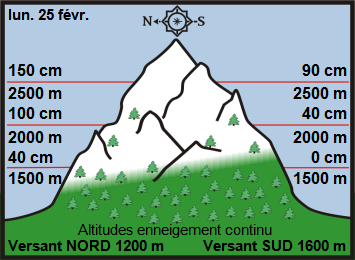 lun. 25 févr.
N S
150 cm 90 cm
2500 m 2500 m
100 cm 40 cm
2000 m 2000 m
40 cm 0 cm
1500 m 1500 m
Altitudes enneigement continu
Versant NORD 1200 m Versant SUD 1600 m